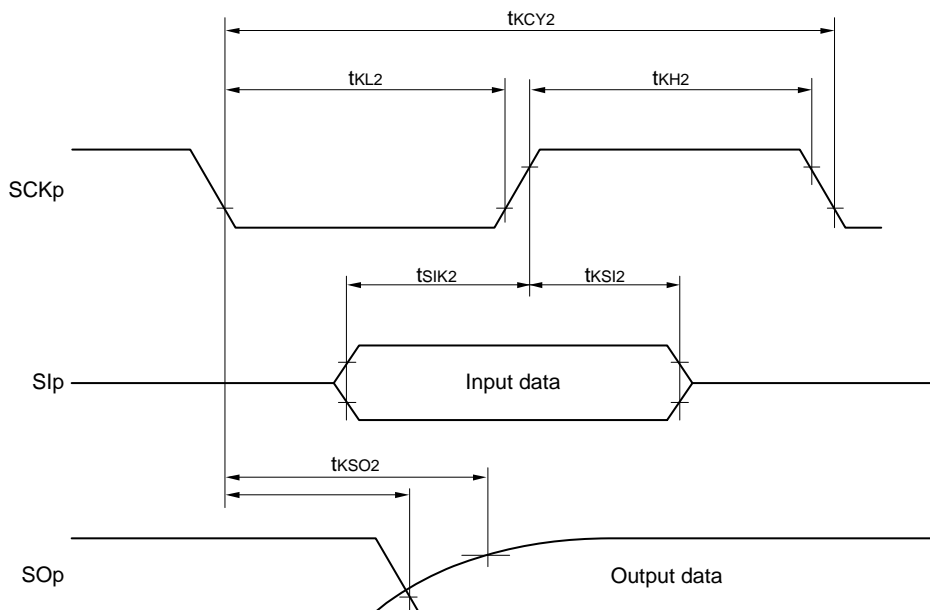 tKCY2
tKL2 tKH2
SCKp
tSIK2 tKSI2
SIp Input data
tKSO2
SOp Output data